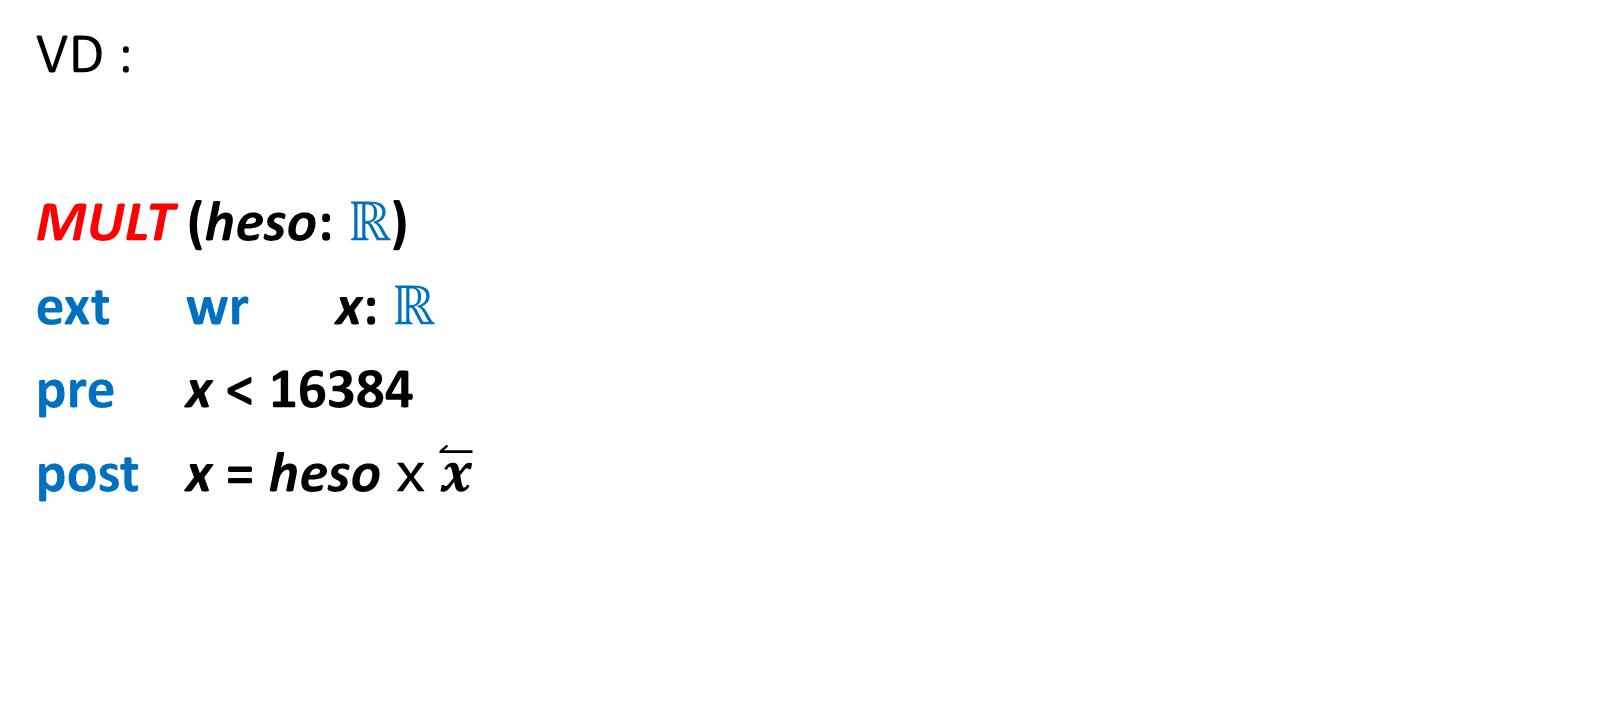 VD :
MULT (heso: ℝ)
ext wr x: ℝ
pre x < 16384
post x = heso x x↼